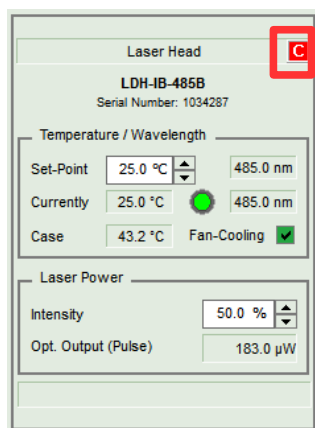 Laser Head C
LDH-IB-485B
Serial Number: 1034287
Temperature / Wavelength
Set-Point 25.0 ºC 485.0 nm
Currently 25.0 °C 485.0 nm
Case 43.2 °C Fan-Cooling
Laser Power
Intensity 50.0 %
Opt. Output (Pulse) 183.0 µW